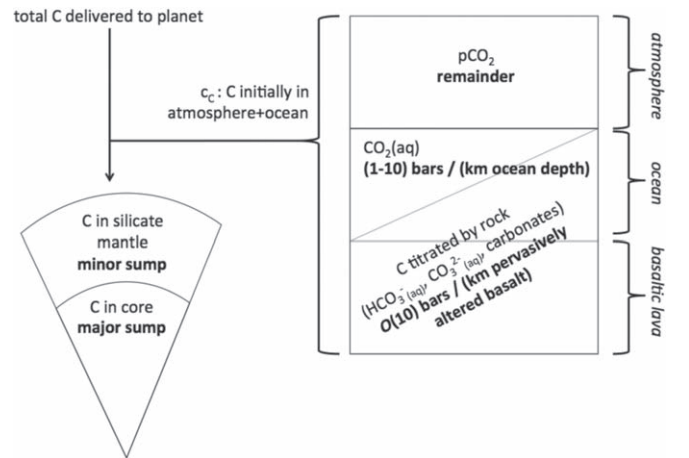 total C delivered to planet
c_C: C initially in
atmosphere+ocean
C in silicate
mantle
minor sump
C in core
major sump
pCO₂
remainder
CO₂(aq)
(1-10) bars / (km ocean depth)
C titrated by rock
(HCO₃⁻(aq), CO₃²⁻(aq), carbonates)
O(10) bars / (km pervasively
altered basalt)
atmosphere
ocean
basaltic lava